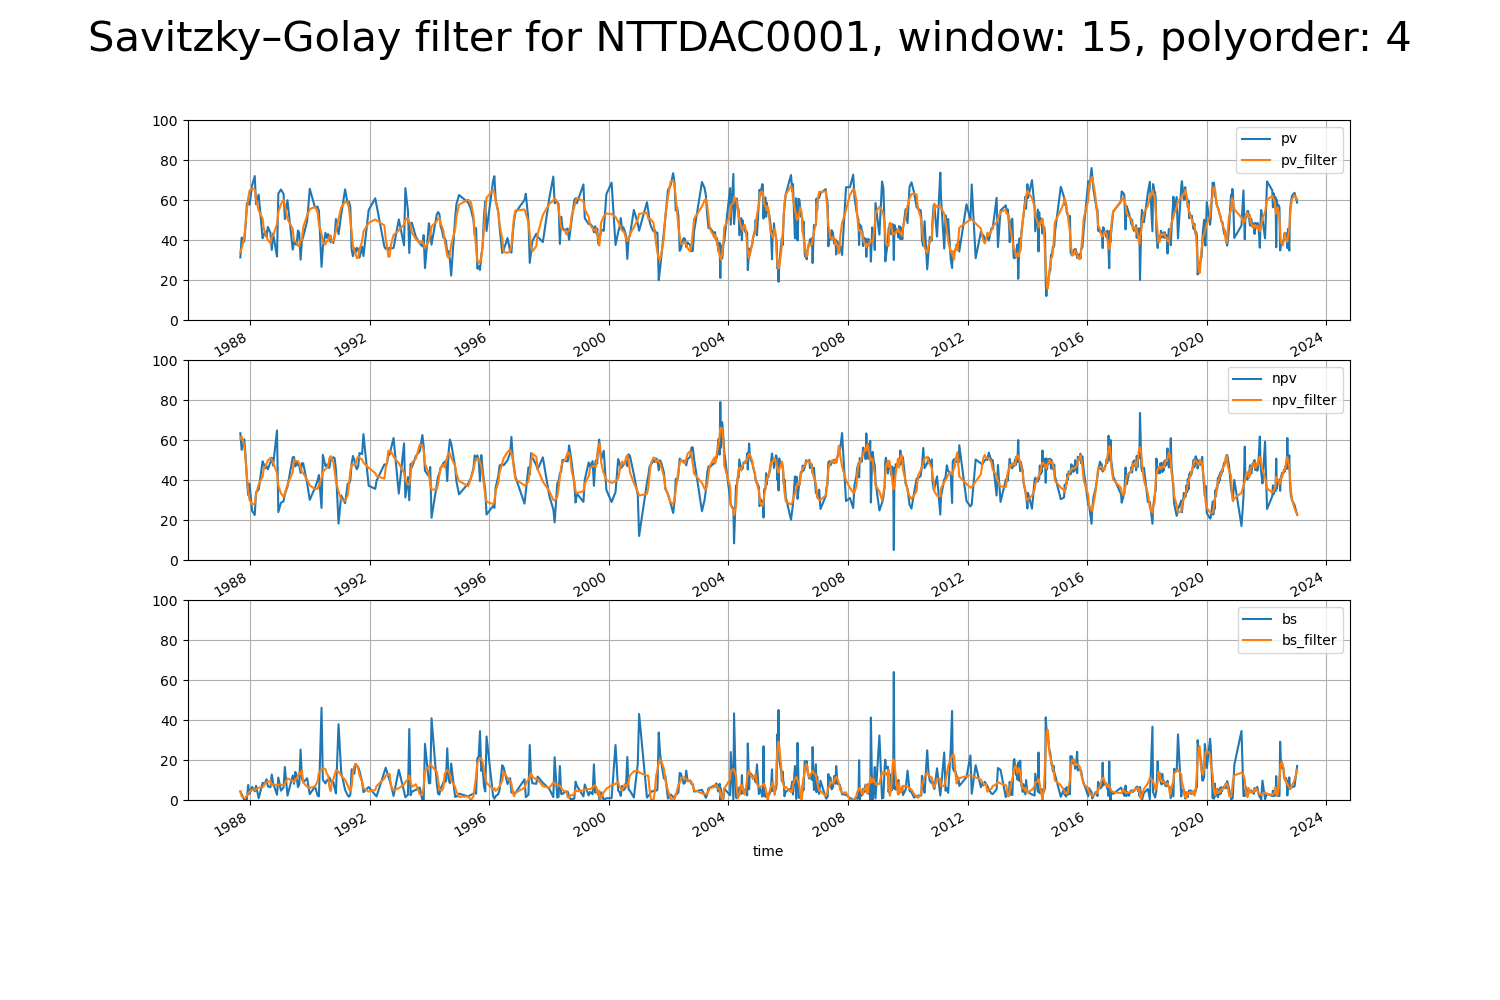 Savitzky–Golay filter for NTTDAC0001, window: 15, polyorder: 4
100
80
60
40
20
0
pv
pv_filter
1988 1992 1996 2000 2004 2008 2012 2016 2020 2024
100
80
60
40
20
0
npv
npv_filter
1988 1992 1996 2000 2004 2008 2012 2016 2020 2024
100
80
60
40
20
0
bs
bs_filter
1988 1992 1996 2000 2004 2008 2012 2016 2020 2024
time